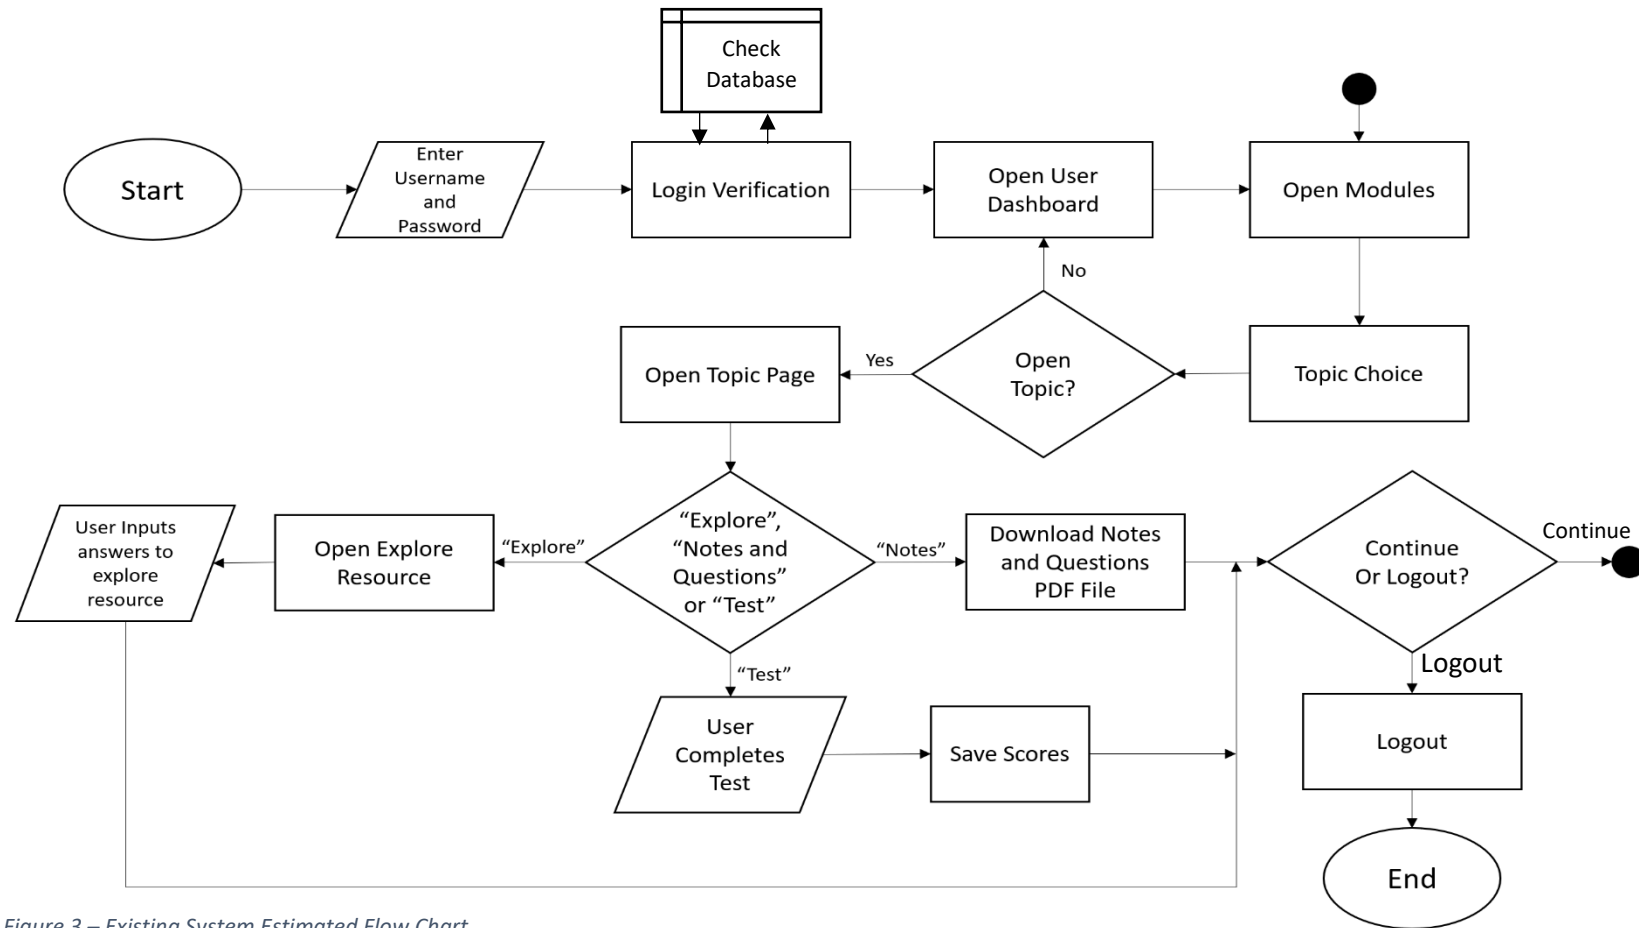 Check
Database
Start
Enter
Username
and
Password
Login Verification
Open User
Dashboard
Open Modules
No
Open Topic Page
Yes
Open
Topic?
Topic Choice
User Inputs
answers to
explore
resource
Open Explore
Resource
“Explore”
“Explore”,
“Notes and
Questions”
or “Test”
“Notes”
Download Notes
and Questions
PDF File
Continue
Or Logout?
Continue
“Test”
Logout
User
Completes
Test
Save Scores
Logout
End
Figure 3 – Existing System Estimated Flow Chart